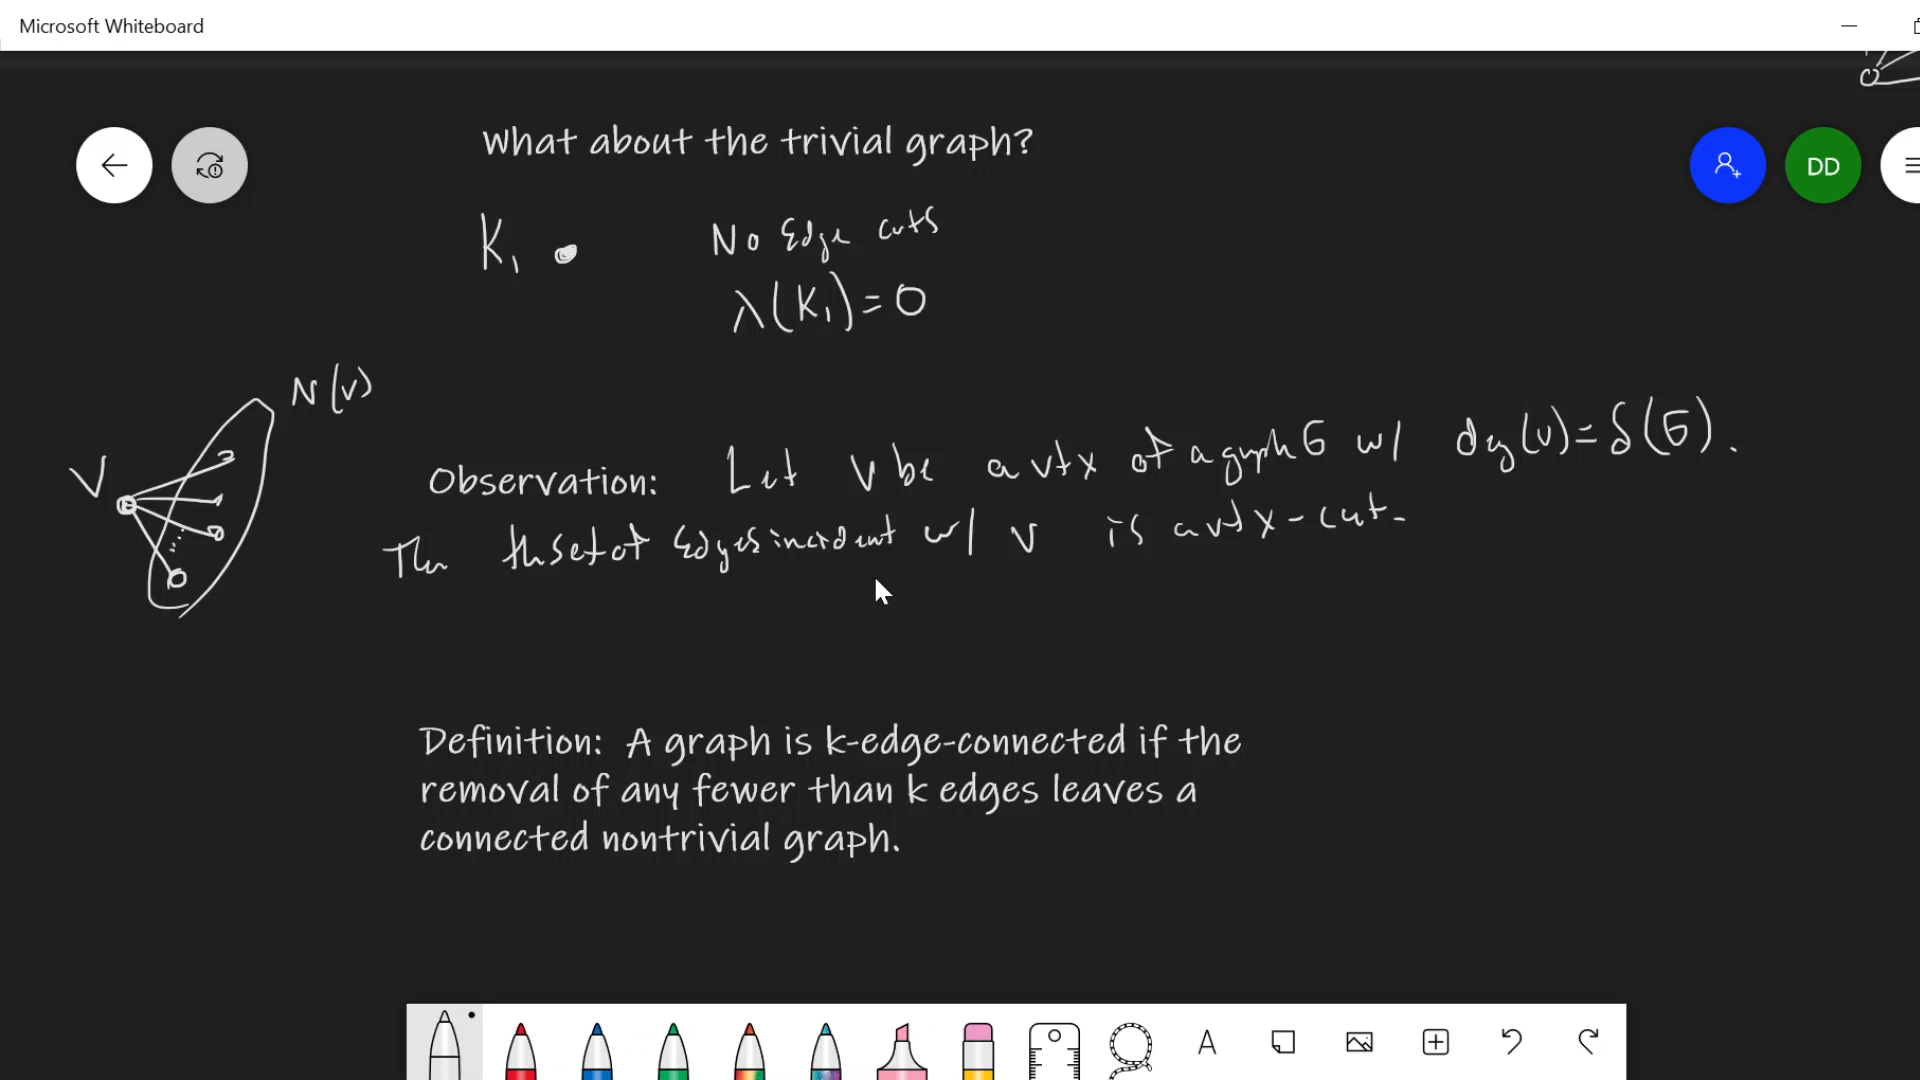 Microsoft Whiteboard
What about the trivial graph?
DD
K₁ No Edge cuts
λ(K₁)=0
N(v)
V
Observation: Let v be a vtx of a graph G w/ deg(v)=δ(G).
The the set of Edges incident w/ v is a vtx-cut.
Definition: A graph is k-edge-connected if the
removal of any fewer than k edges leaves a
connected nontrivial graph.
A